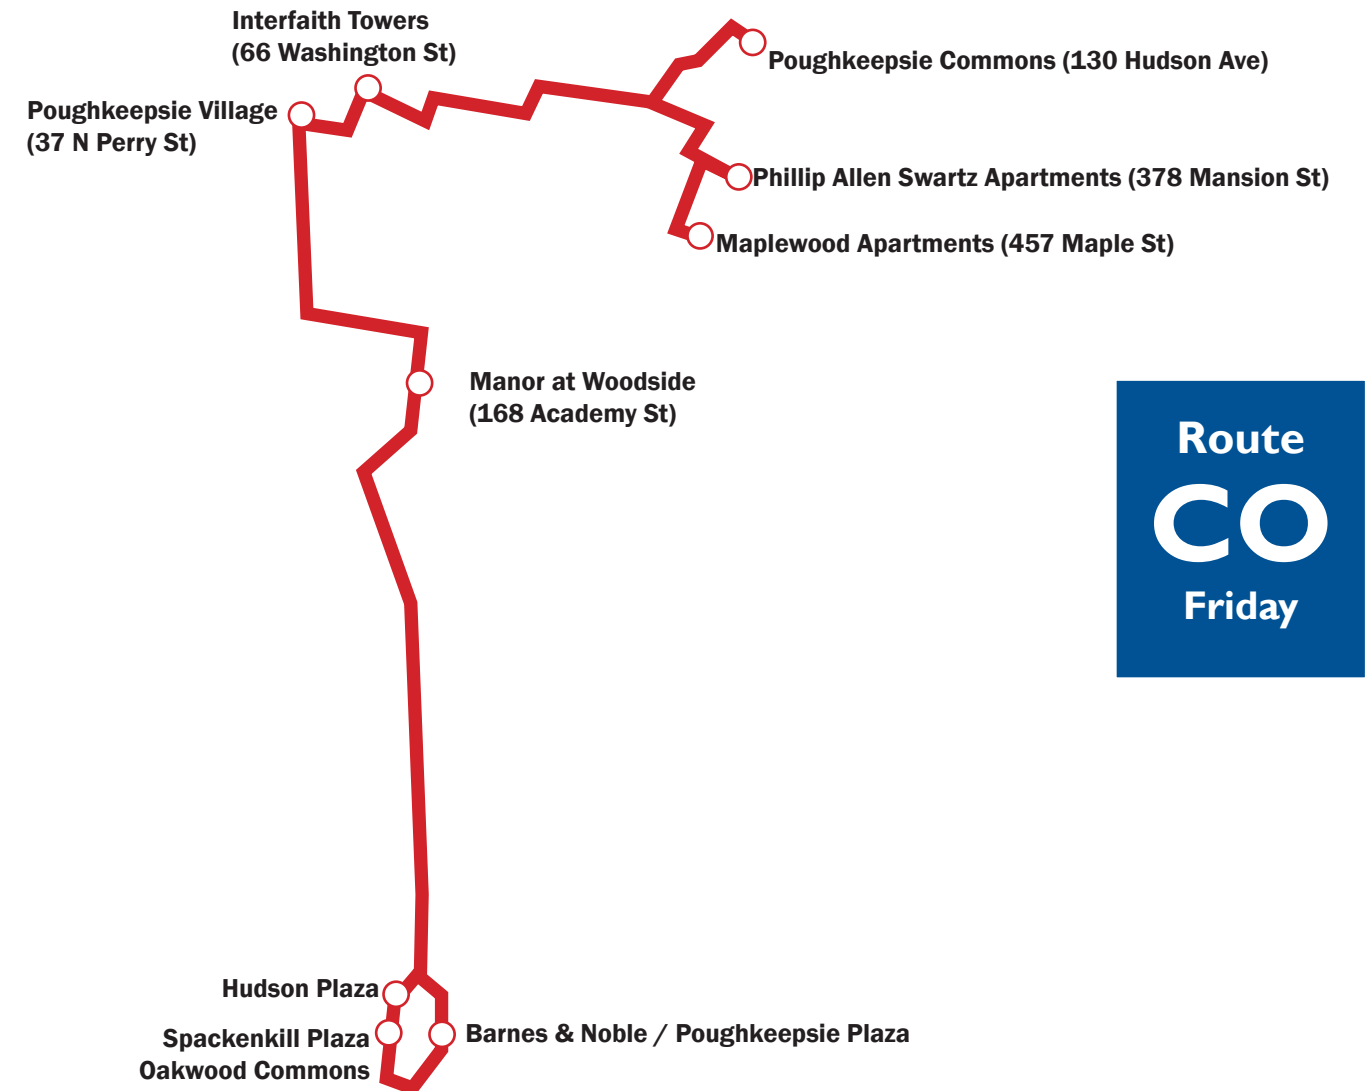 Interfaith Towers
(66 Washington St)
Poughkeepsie Commons (130 Hudson Ave)
Poughkeepsie Village
(37 N Perry St)
Phillip Allen Swartz Apartments (378 Mansion St)
Maplewood Apartments (457 Maple St)
Manor at Woodside
(168 Academy St)
Route
CO
Friday
Hudson Plaza
Spackenkill Plaza
Oakwood Commons
Barnes & Noble / Poughkeepsie Plaza